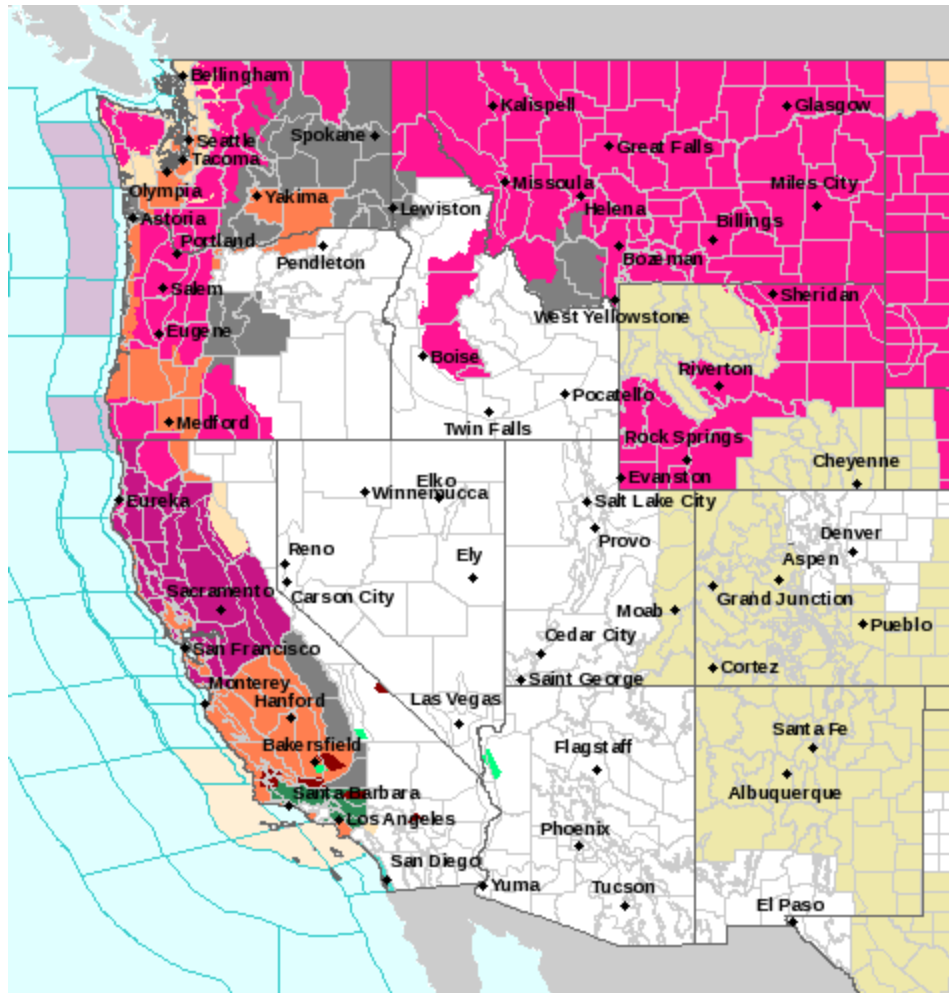 Bellingham
Kalispell
Glasgow
Seattle
Spokane
Great Falls
Tacoma
Olympia
Yakima
Missoula
Miles City
Lewiston
Helena
Astoria
Billings
Portland
Pendleton
Bozeman
Salem
Sheridan
West Yellowstone
Eugene
Boise
Riverton
Pocatello
Medford
Twin Falls
Rock Springs
Cheyenne
Evanston
Elko
Winnemucca
Eureka
Salt Lake City
Provo
Denver
Reno
Ely
Aspen
Sacramento
Carson City
Grand Junction
Moab
Pueblo
Cedar City
San Francisco
Saint George
Cortez
Monterey
Hanford
Las Vegas
Santa Fe
Bakersfield
Flagstaff
Santa Barbara
Albuquerque
Los Angeles
Phoenix
San Diego
Yuma
Tucson
El Paso